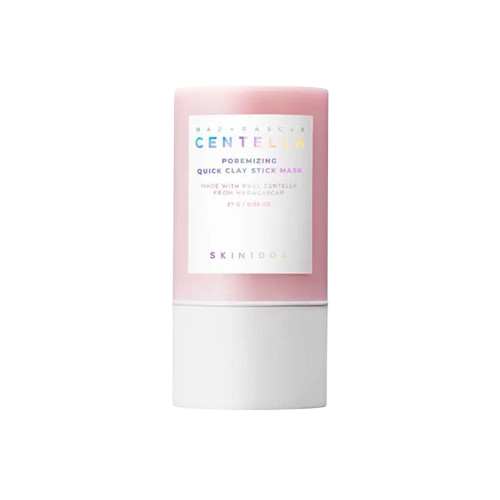 MADAGASCAR
CENTELLA
POREMIZING
QUICK CLAY STICK MASK
MADE WITH PURE CENTELLA
FROM MADAGASCAR
27 G / 0.95 OZ
SKIN1004